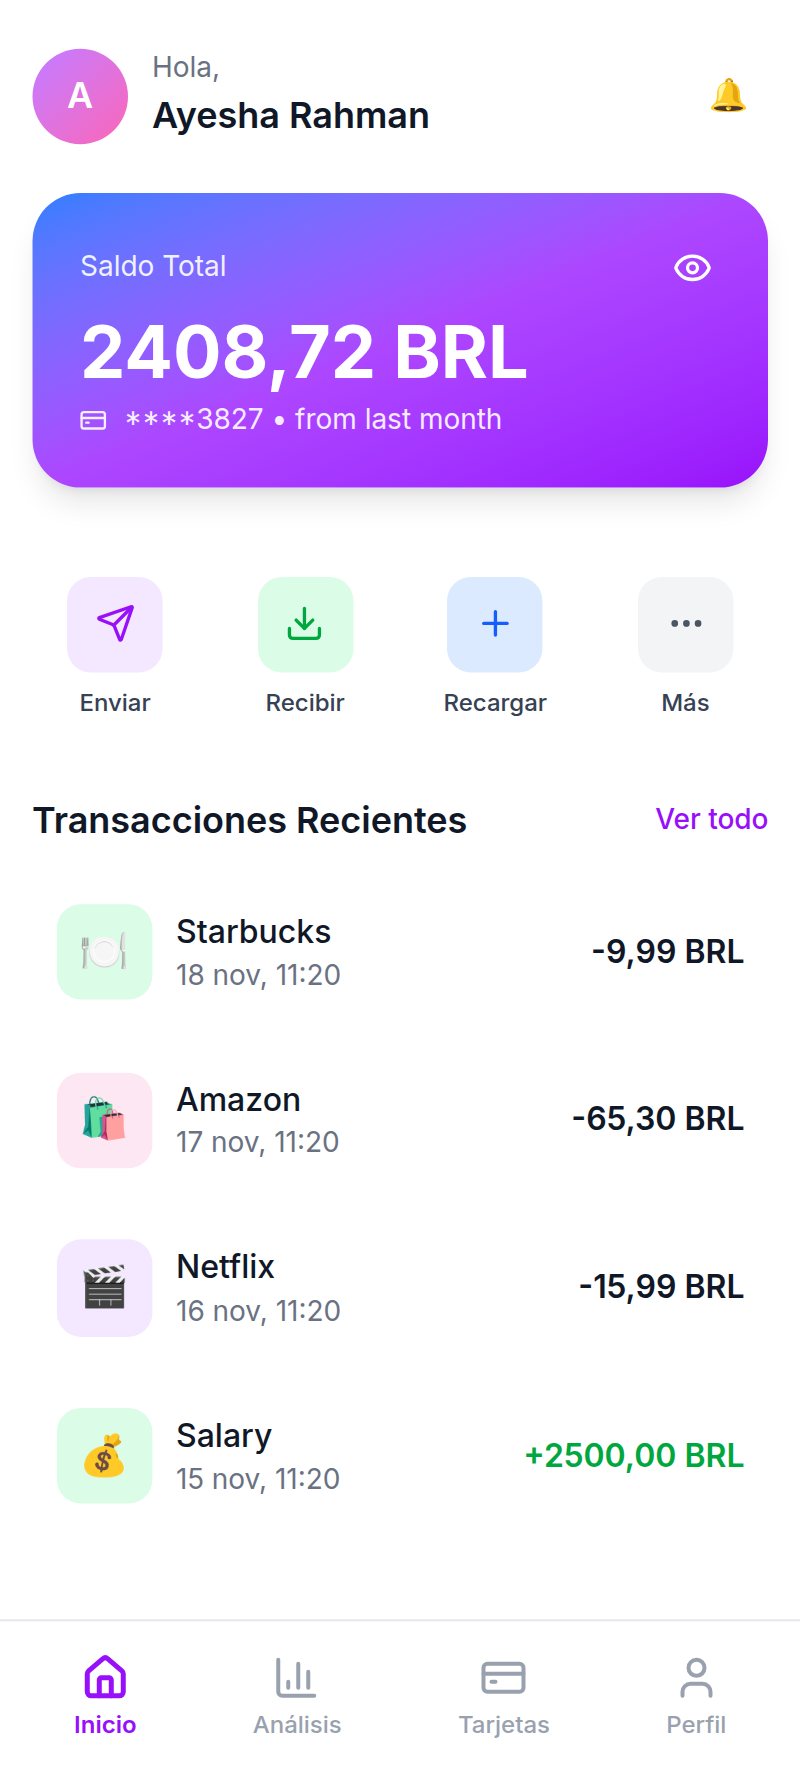 A
Hola,
Ayesha Rahman
Saldo Total
2408,72 BRL
****3827 • from last month
Enviar
Recibir
Recargar
Más
Transacciones Recientes
Ver todo
Starbucks
18 nov, 11:20
-9,99 BRL
Amazon
17 nov, 11:20
-65,30 BRL
Netflix
16 nov, 11:20
-15,99 BRL
Salary
15 nov, 11:20
+2500,00 BRL
Inicio
Análisis
Tarjetas
Perfil